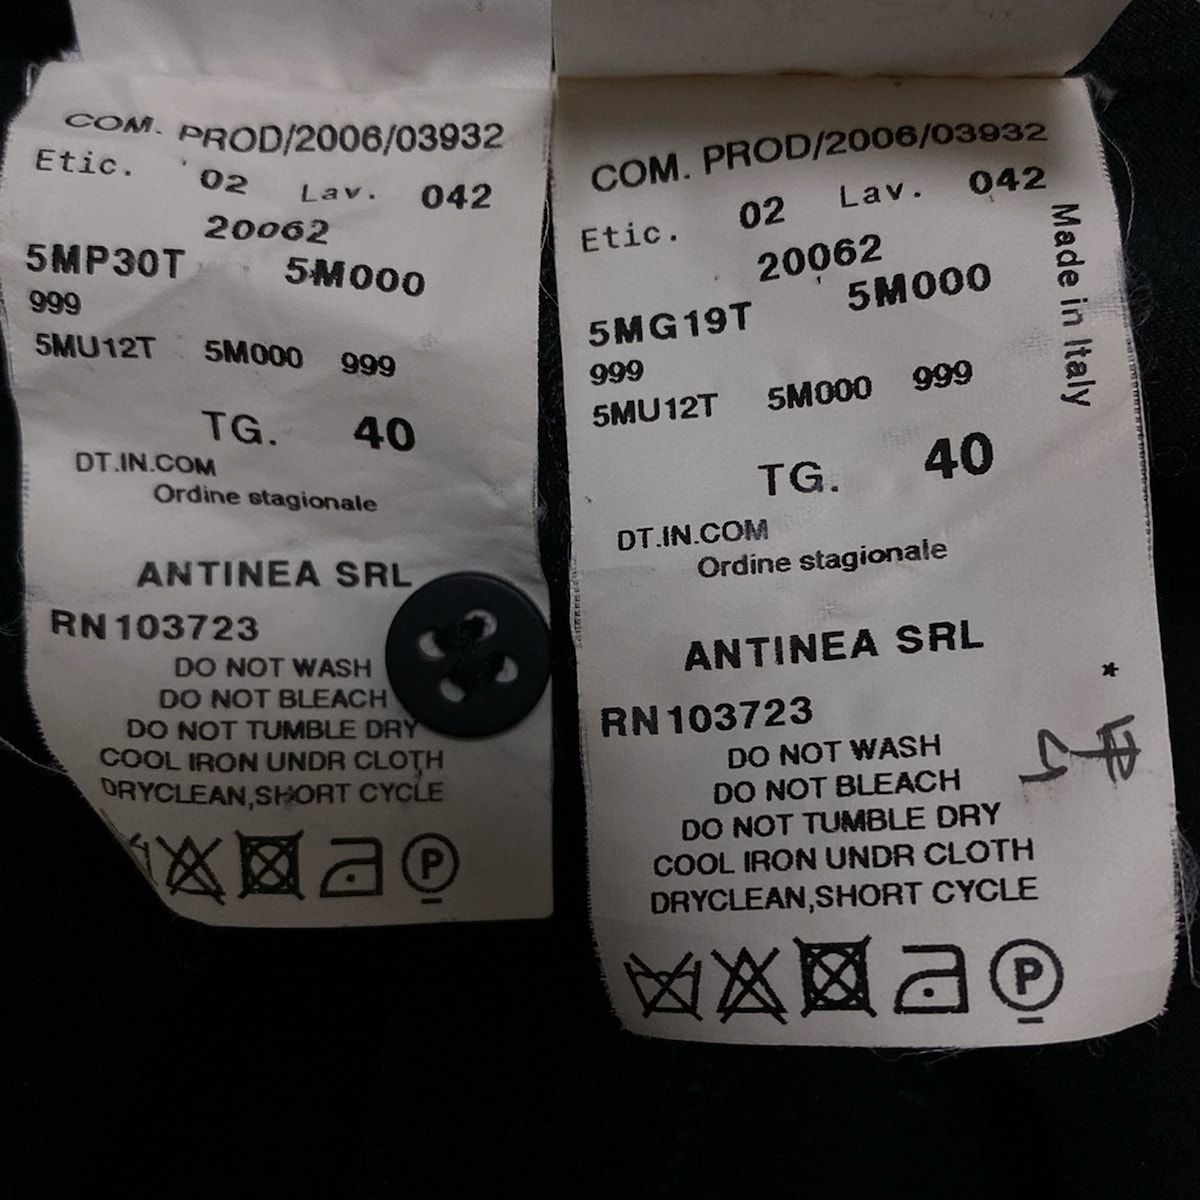 COM. PROD/2006/03932
Etic. 02 Lav. 042
20062
5MP30T 5M000
999
5MU12T 5M000 999
TG. 40
DT.IN.COM
Ordine stagionale
ANTINEA SRL
RN 103723
DO NOT WASH
DO NOT BLEACH
DO NOT TUMBLE DRY
COOL IRON UNDR CLOTH
DRYCLEAN,SHORT CYCLE
P
COM. PROD/2006/03932
Etic. 02 Lav. 042
20062
5MG19T 5M000
999
5MU12T 5M000 999
TG. 40
DT.IN.COM
Ordine stagionale
ANTINEA SRL
RN 103723
DO NOT WASH
DO NOT BLEACH
DO NOT TUMBLE DRY
COOL IRON UNDR CLOTH
DRYCLEAN,SHORT CYCLE
P
Made in Italy
*